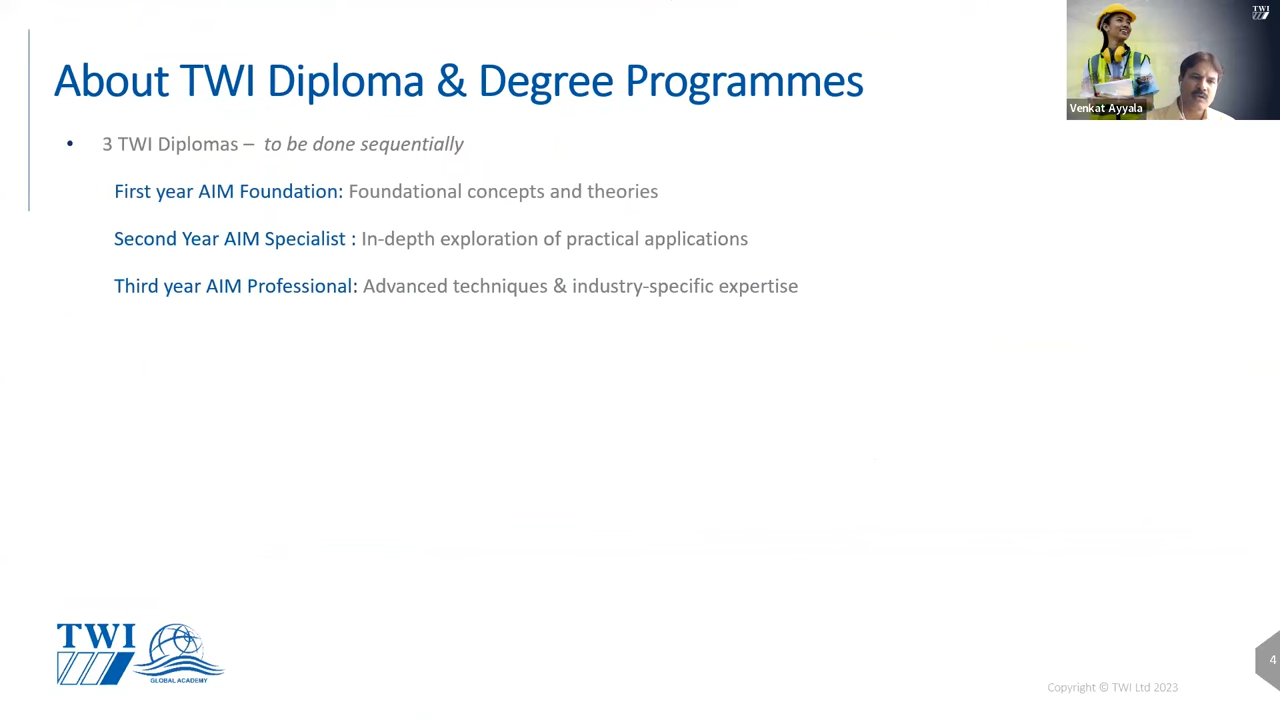 About TWI Diploma & Degree Programmes
TWI
Venkat Ayyala
• 3 TWI Diplomas – to be done sequentially
First year AIM Foundation: Foundational concepts and theories
Second Year AIM Specialist : In-depth exploration of practical applications
Third year AIM Professional: Advanced techniques & industry-specific expertise
TWI
GLOBAL ACADEMY
Copyright © TWI Ltd 2023
4